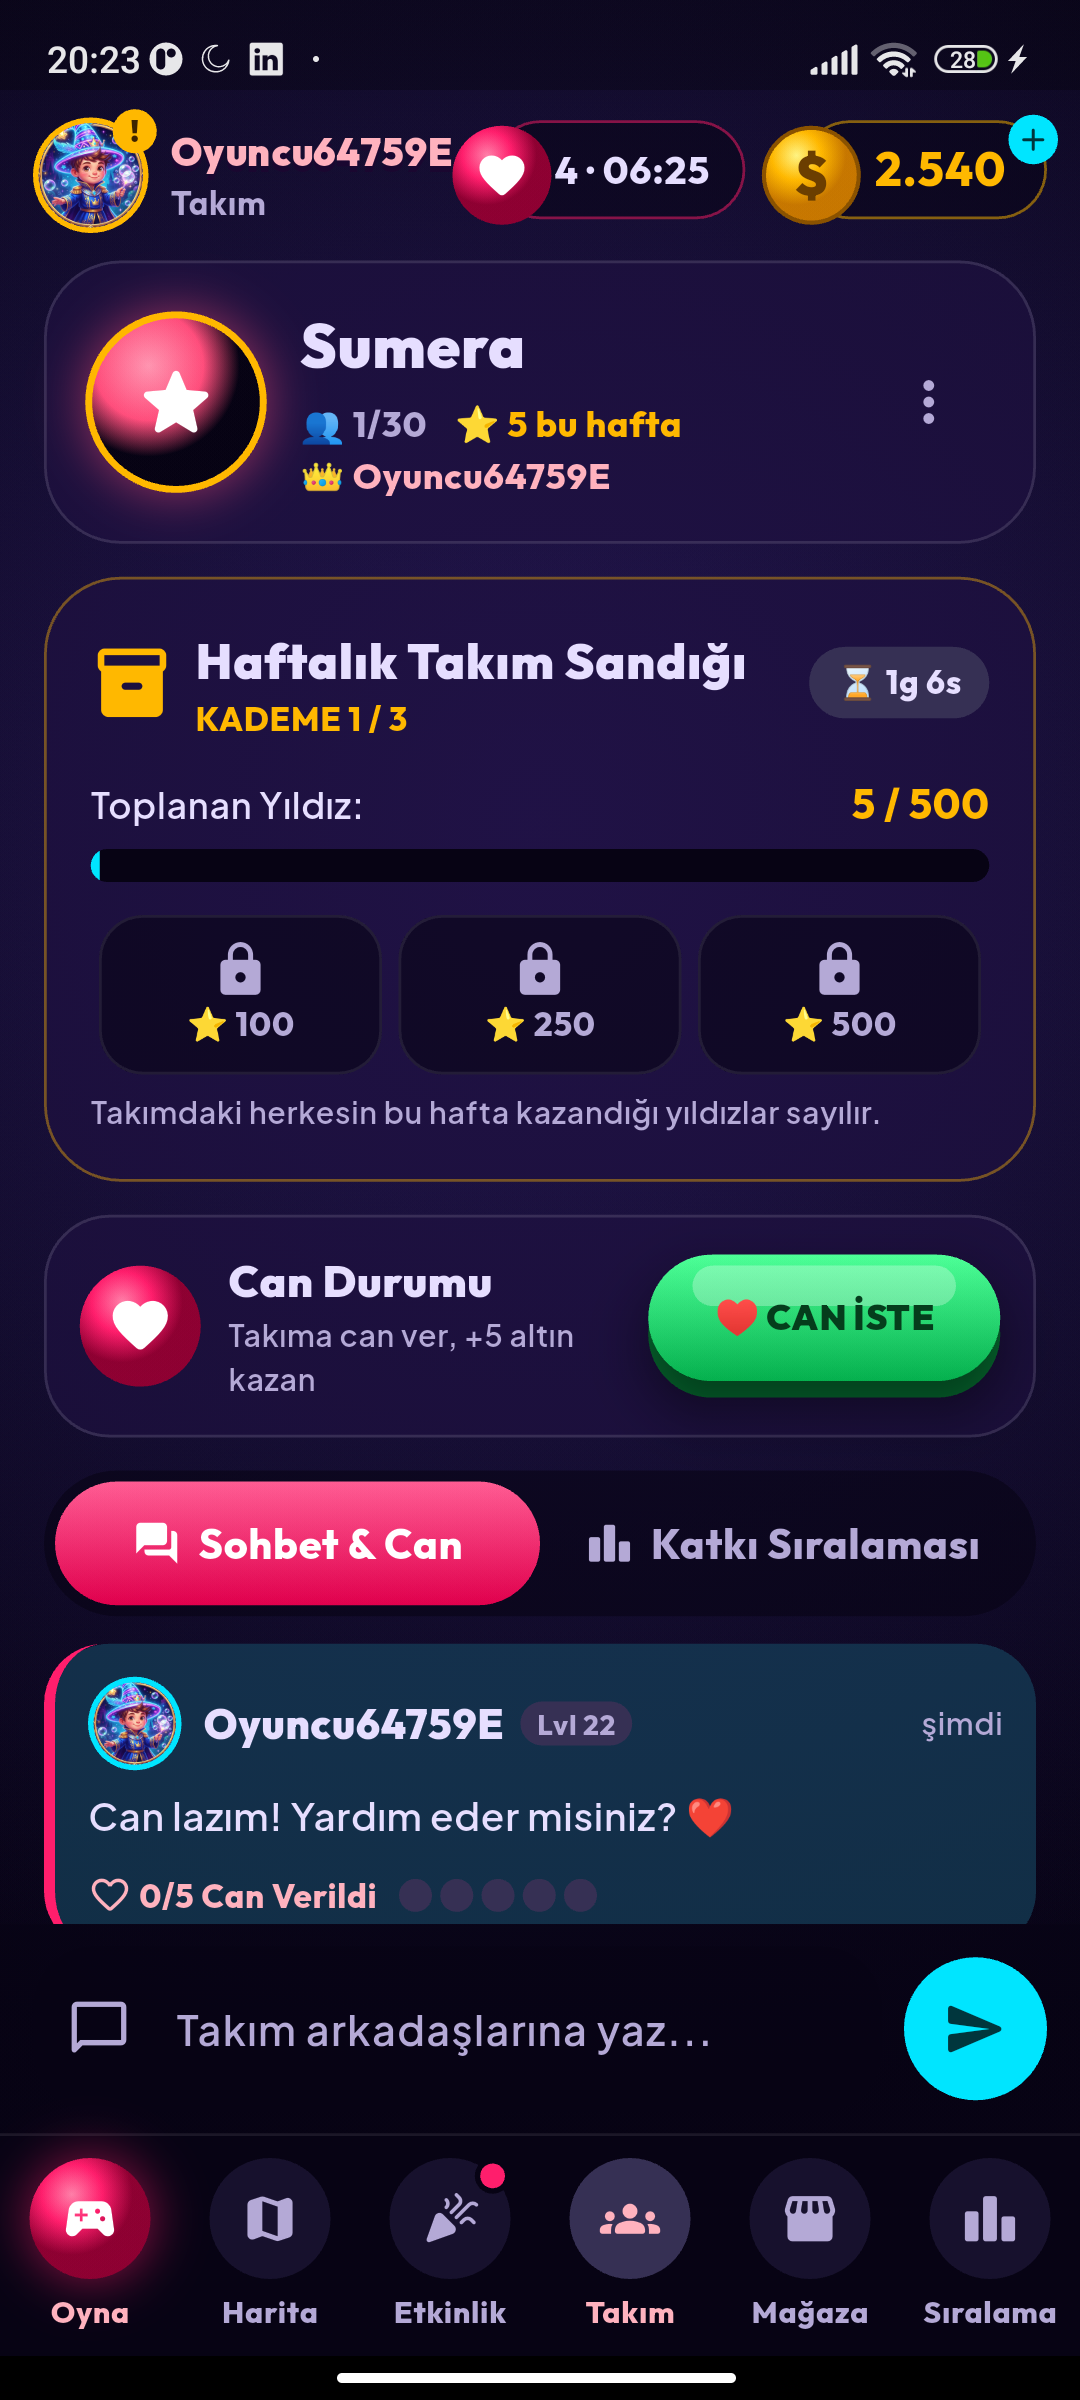 20:23
28
Oyuncu64759E
Takım
4 · 06:25
2.540
Sumera
1/30
5 bu hafta
Oyuncu64759E
Haftalık Takım Sandığı
KADEME 1 / 3
1g 6s
Toplanan Yıldız:
5 / 500
100
250
500
Takımdaki herkesin bu hafta kazandığı yıldızlar sayılır.
Can Durumu
Takıma can ver, +5 altın
kazan
CAN İSTE
Sohbet & Can
Katkı Sıralaması
Oyuncu64759E
Lvl 22
şimdi
Can lazım! Yardım eder misiniz? ❤️
0/5 Can Verildi
Takım arkadaşlarına yaz...
Oyna
Harita
Etkinlik
Takım
Mağaza
Sıralama